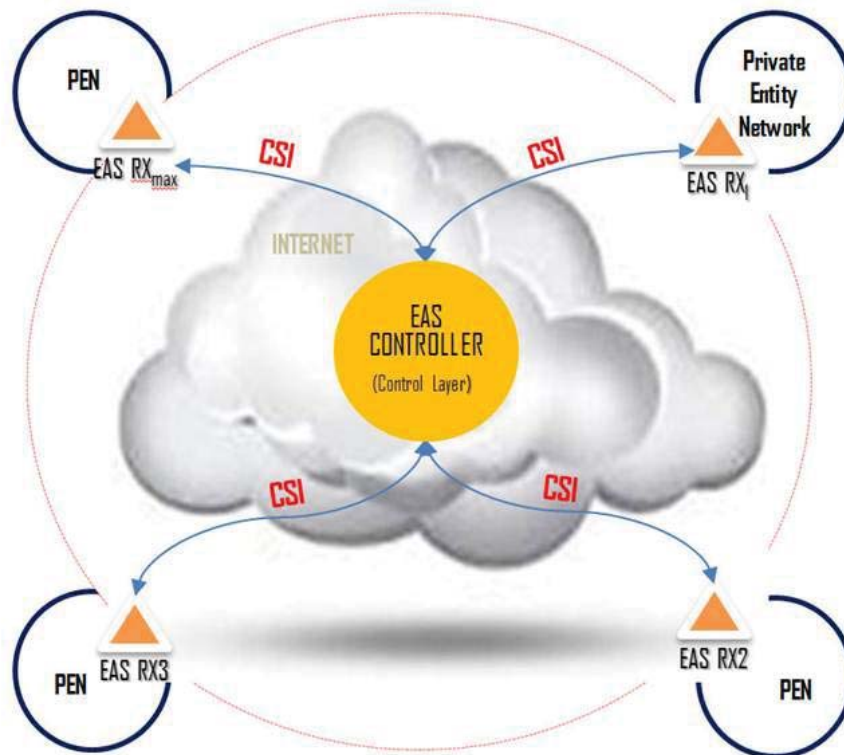 PEN
Private
Entity
Network
EAS RXmax
CSI
CSI
EAS RX1
INTERNET
EAS
CONTROLLER
(Control Layer)
CSI
CSI
EAS RX3
EAS RX2
PEN
PEN